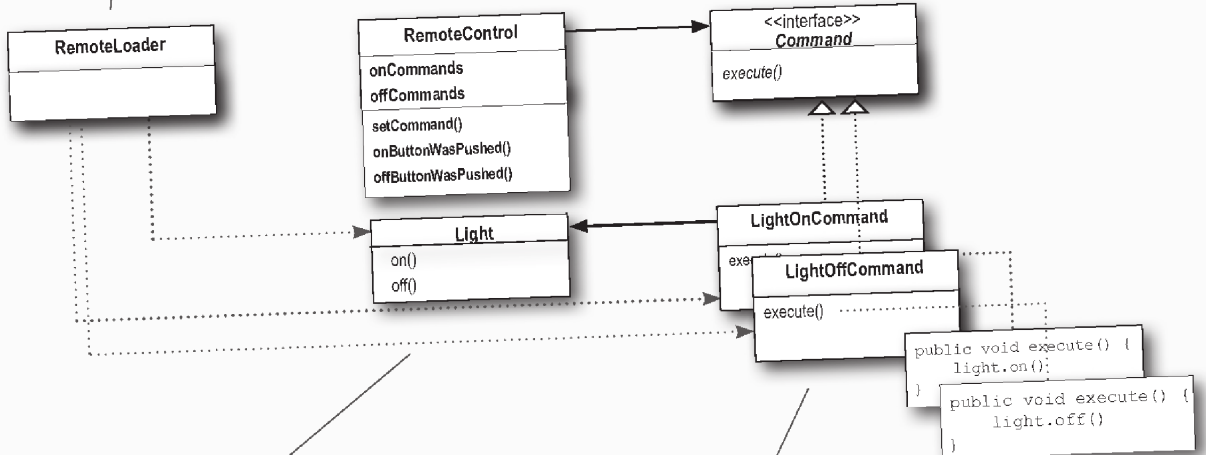 RemoteLoader
RemoteControl
onCommands
offCommands
setCommand()
onButtonWasPushed()
offButtonWasPushed()
<<interface>>
Command
execute()
Light
on()
off()
LightOnCommand
LightOffCommand
execute()
public void execute() {
light.on()
}
public void execute() {
light.off()
}